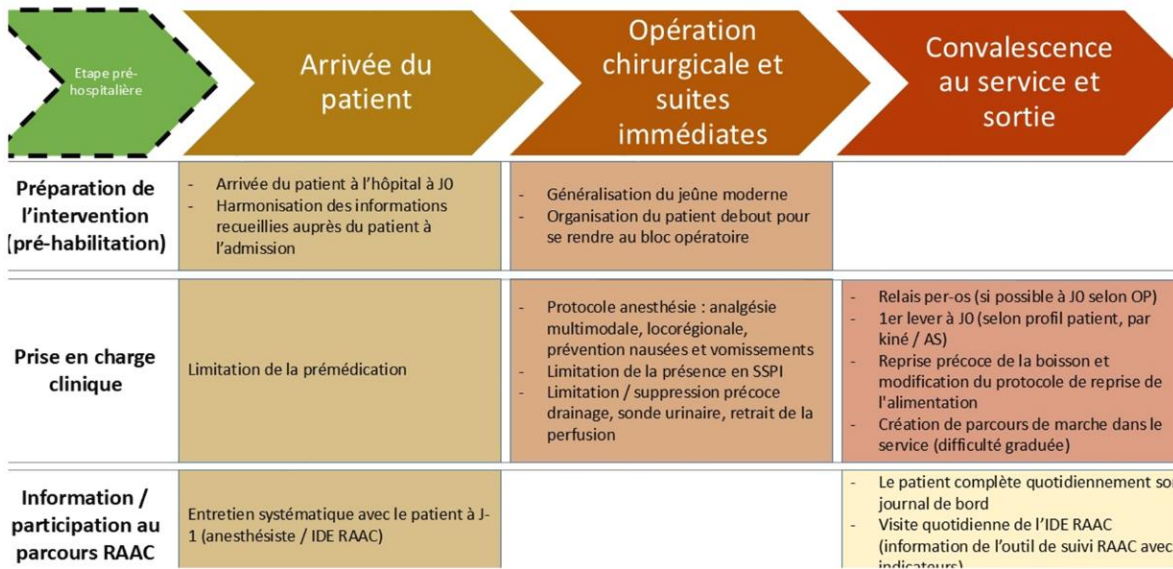 Etape pré-
hospitalière
Arrivée du
patient
Opération
chirurgicale et
suites
immédiates
Convalescence
au service et
sortie
Préparation de
l’intervention
(pré-habilitation)
- Arrivée du patient à l’hôpital à J0
- Harmonisation des informations
recueillies auprès du patient à
l’admission
- Généralisation du jeûne moderne
- Organisation du patient debout pour
se rendre au bloc opératoire
Prise en charge
clinique
Limitation de la prémédication
- Protocole anesthésie : analgésie
multimodale, locorégionale,
prévention nausées et vomissements
- Limitation de la présence en SSPI
- Limitation / suppression précoce
drainage, sonde urinaire, retrait de la
perfusion
- Relais per-os (si possible à J0 selon OP)
- 1er lever à J0 (selon profil patient, par
kiné / AS)
- Reprise précoce de la boisson et
modification du protocole de reprise de
l'alimentation
- Création de parcours de marche dans le
service (difficulté graduée)
Information /
participation au
parcours RAAC
Entretien systématique avec le patient à J-
1 (anesthésiste / IDE RAAC)
- Le patient complète quotidiennement son
journal de bord
- Visite quotidienne de l’IDE RAAC
(information de l’outil de suivi RAAC avec
indicateurs)